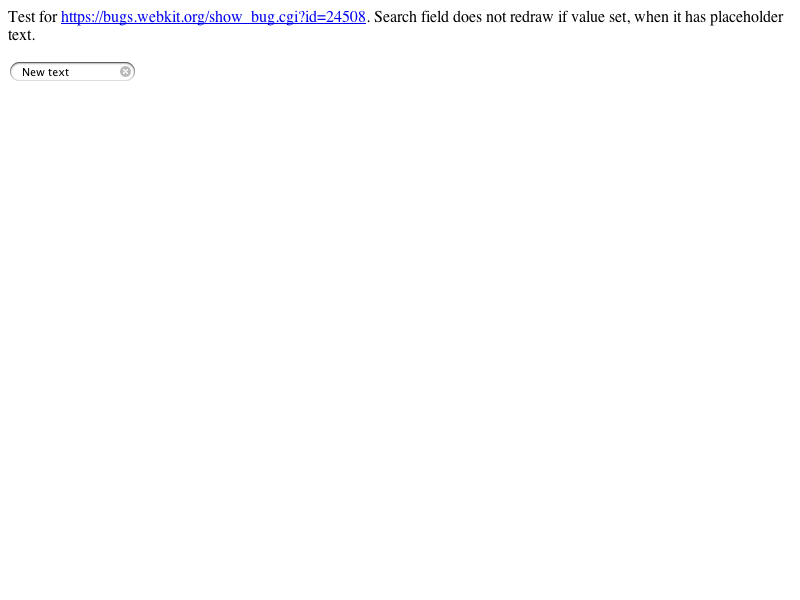 Test for https://bugs.webkit.org/show_bug.cgi?id=24508. Search field does not redraw if value set, when it has placeholder
text.
New text